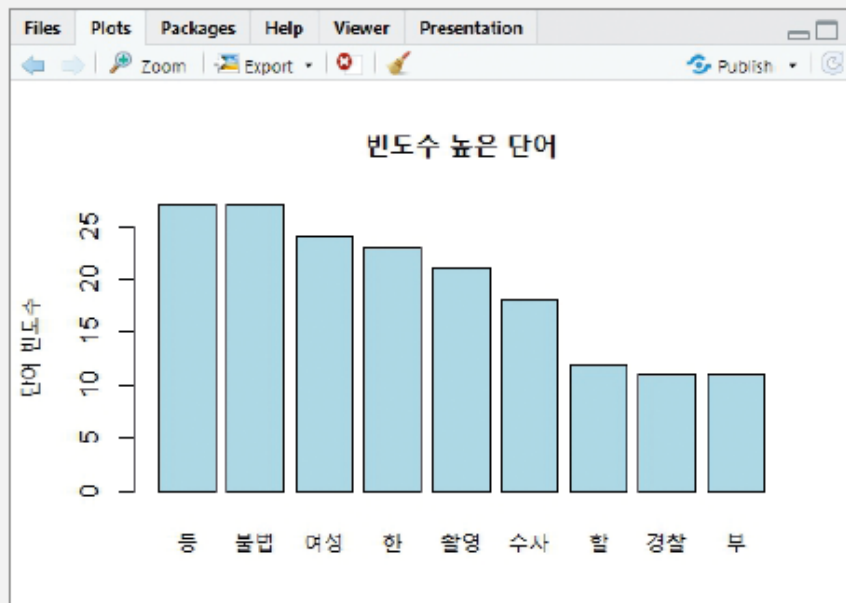 Files Plots Packages Help Viewer Presentation
Zoom Export Publish
빈도수 높은 단어
단어 빈도수
25
20
15
10
5
0
등 불법 여성 한 촬영 수사 할 경찰 부